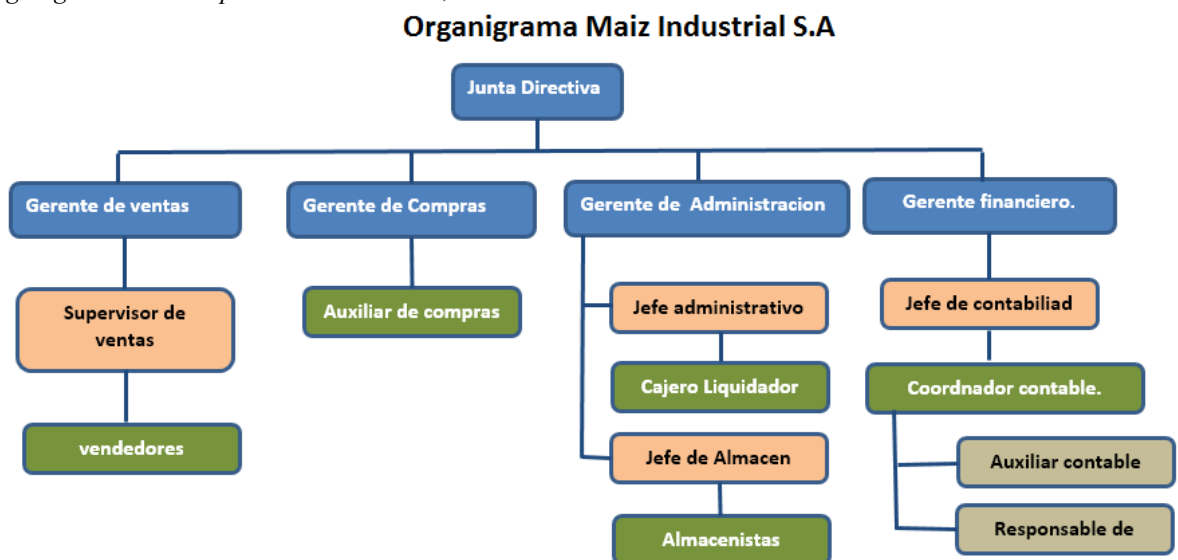 Organigrama Maiz Industrial S.A
Junta Directiva
Gerente de ventas
Gerente de Compras
Gerente de Administracion
Gerente financiero.
Supervisor de
ventas
Auxiliar de compras
Jefe administrativo
Jefe de contabiliad
Cajero Liquidador
Coordnador contable.
vendedores
Jefe de Almacen
Auxiliar contable
Responsable de
Almacenistas